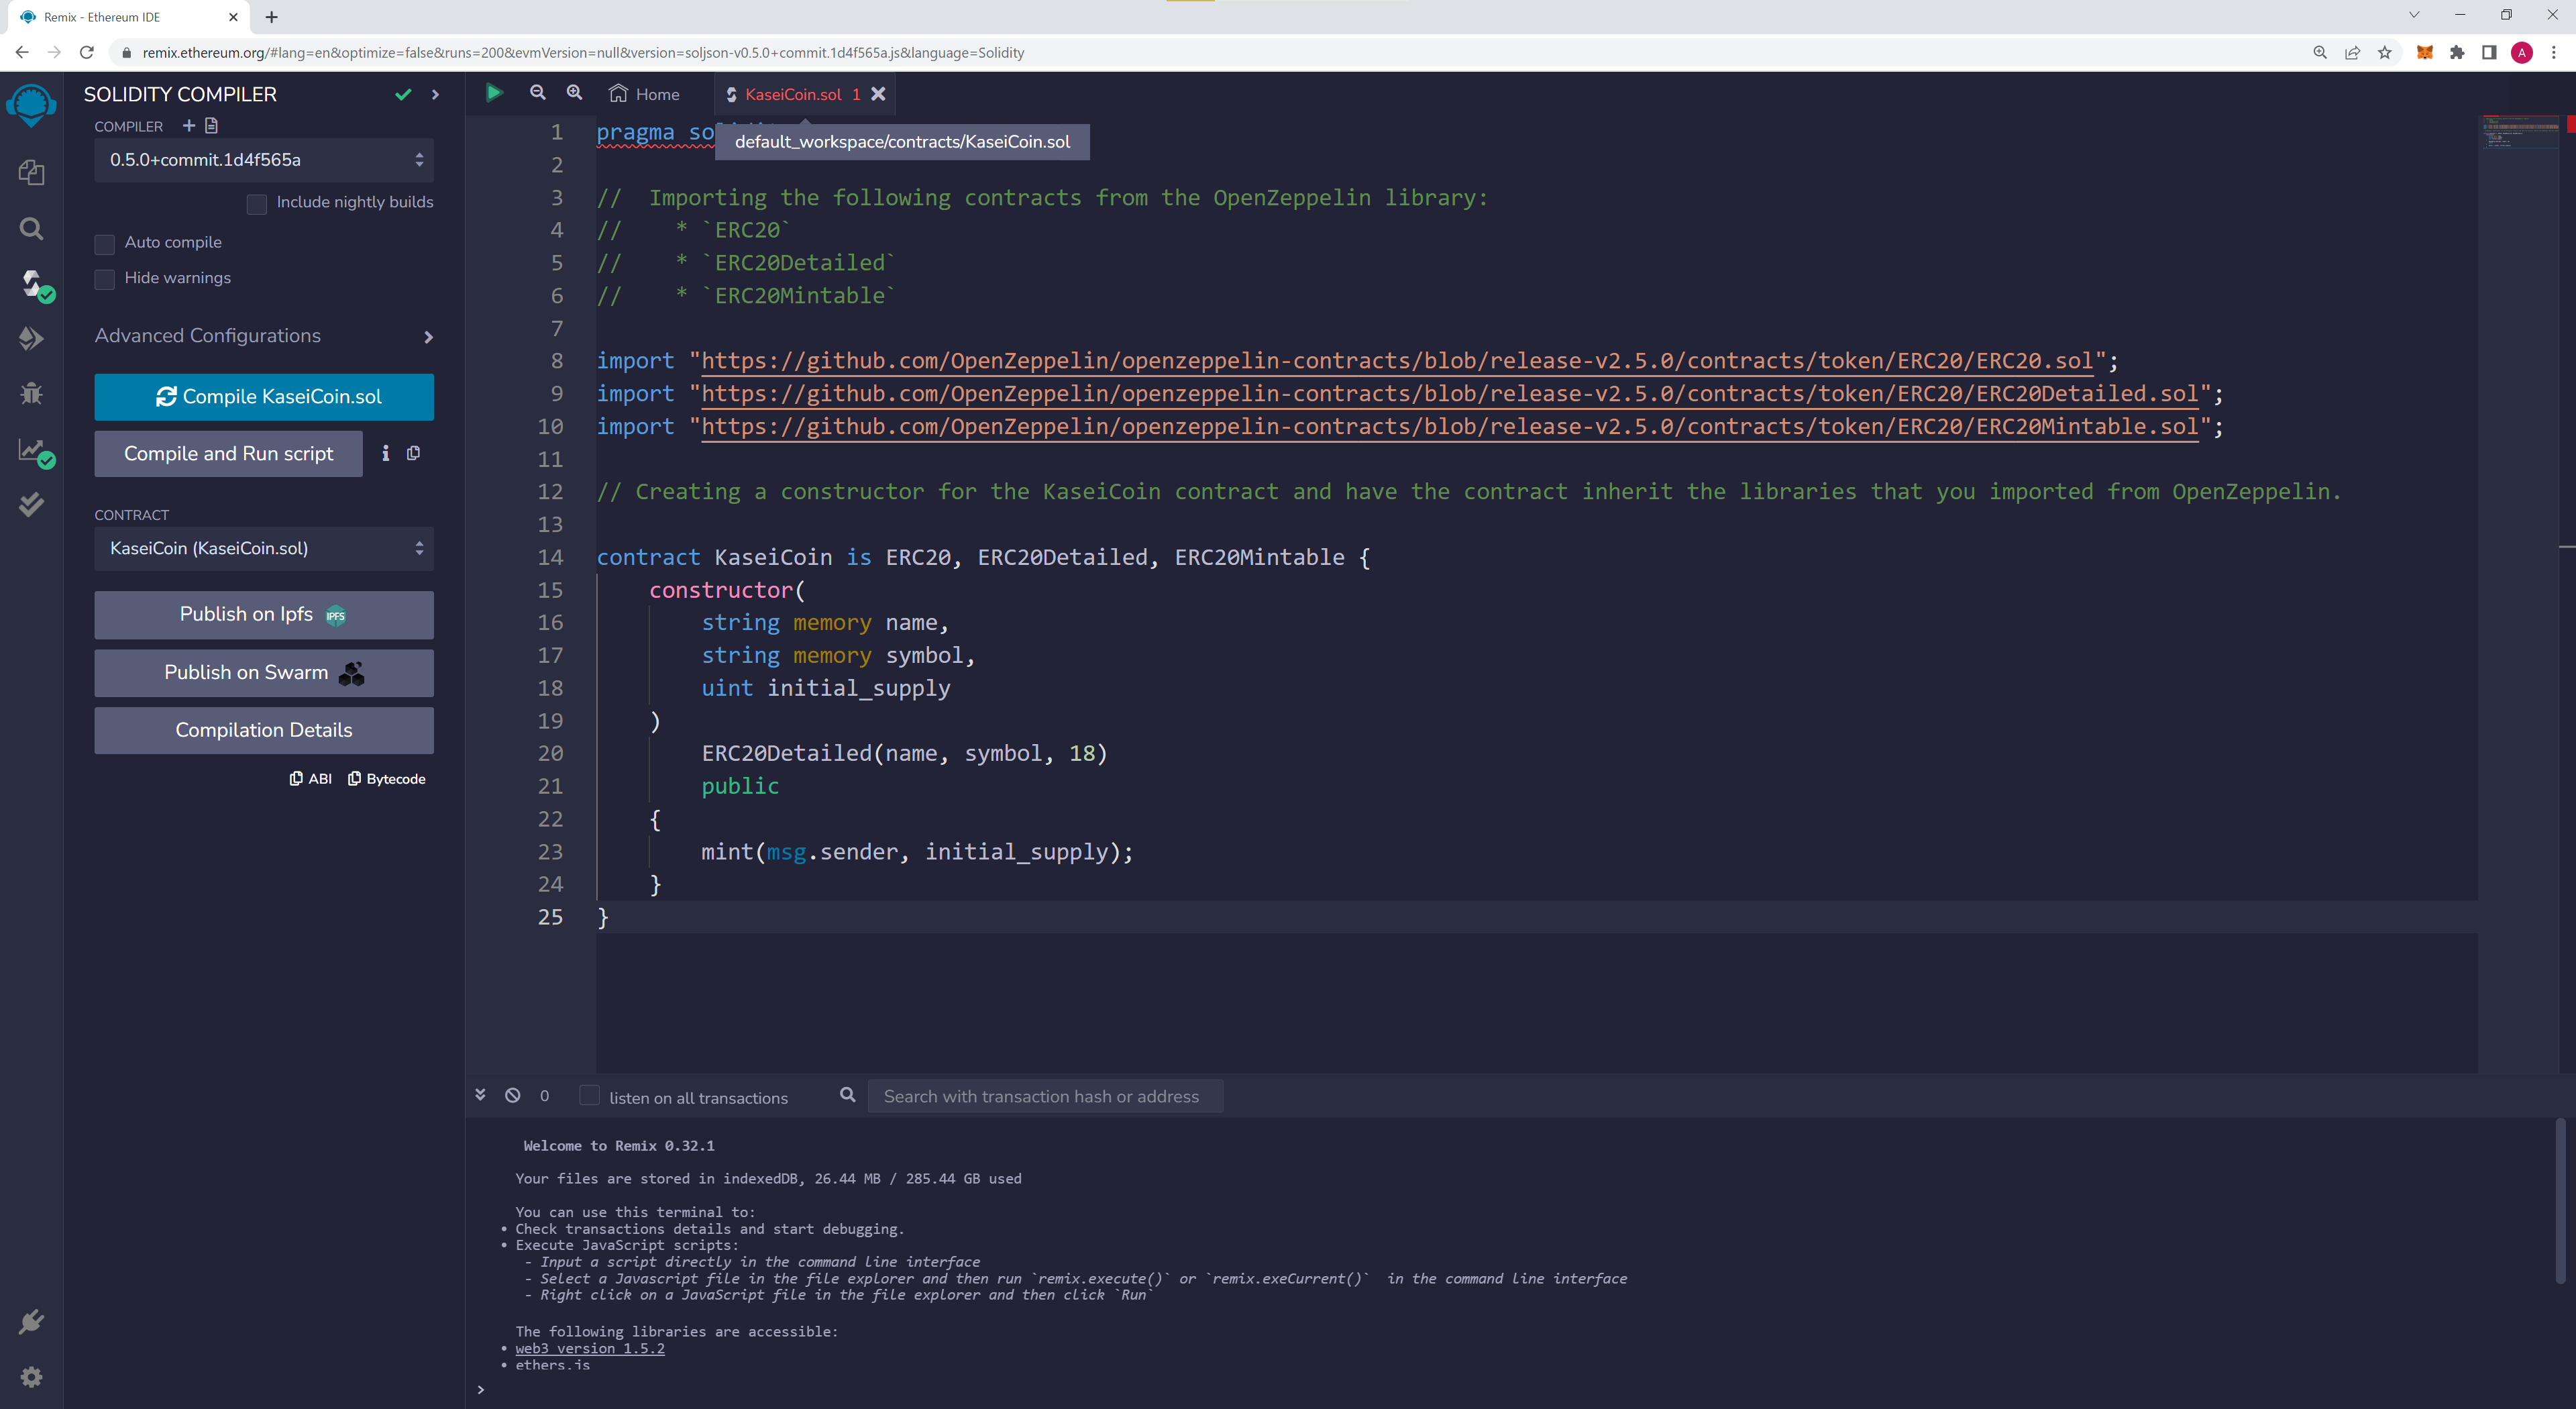 Remix - Ethereum IDE
remix.ethereum.org/#lang=en&optimize=false&runs=200&evmVersion=null&version=soljson-v0.5.0+commit.1d4f565a.js&language=Solidity
A
SOLIDITY COMPILER
COMPILER
0.5.0+commit.1d4f565a
Include nightly builds
Auto compile
Hide warnings
Advanced Configurations
Compile KaseiCoin.sol
Compile and Run script
CONTRACT
KaseiCoin (KaseiCoin.sol)
Publish on Ipfs IPFS
Publish on Swarm
Compilation Details
ABI Bytecode
Home KaseiCoin.sol 1
default_workspace/contracts/KaseiCoin.sol
1 pragma
2
3 //  Importing the following contracts from the OpenZeppelin library:
4 //    * `ERC20`
5 //    * `ERC20Detailed`
6 //    * `ERC20Mintable`
7
8 import "https://github.com/OpenZeppelin/openzeppelin-contracts/blob/release-v2.5.0/contracts/token/ERC20/ERC20.sol";
9 import "https://github.com/OpenZeppelin/openzeppelin-contracts/blob/release-v2.5.0/contracts/token/ERC20/ERC20Detailed.sol";
10 import "https://github.com/OpenZeppelin/openzeppelin-contracts/blob/release-v2.5.0/contracts/token/ERC20/ERC20Mintable.sol";
11
12 // Creating a constructor for the KaseiCoin contract and have the contract inherit the libraries that you imported from OpenZeppelin.
13
14 contract KaseiCoin is ERC20, ERC20Detailed, ERC20Mintable {
15     constructor(
16         string memory name,
17         string memory symbol,
18         uint initial_supply
19     )
20         ERC20Detailed(name, symbol, 18)
21         public
22     {
23         mint(msg.sender, initial_supply);
24     }
25 }
0 listen on all transactions Search with transaction hash or address
Welcome to Remix 0.32.1
Your files are stored in indexedDB, 26.44 MB / 285.44 GB used
You can use this terminal to:
• Check transactions details and start debugging.
• Execute JavaScript scripts:
- Input a script directly in the command line interface
- Select a Javascript file in the file explorer and then run `remix.execute()` or `remix.exeCurrent()`  in the command line interface
- Right click on a JavaScript file in the file explorer and then click `Run`
The following libraries are accessible:
• web3 version 1.5.2
• ethers.js
>